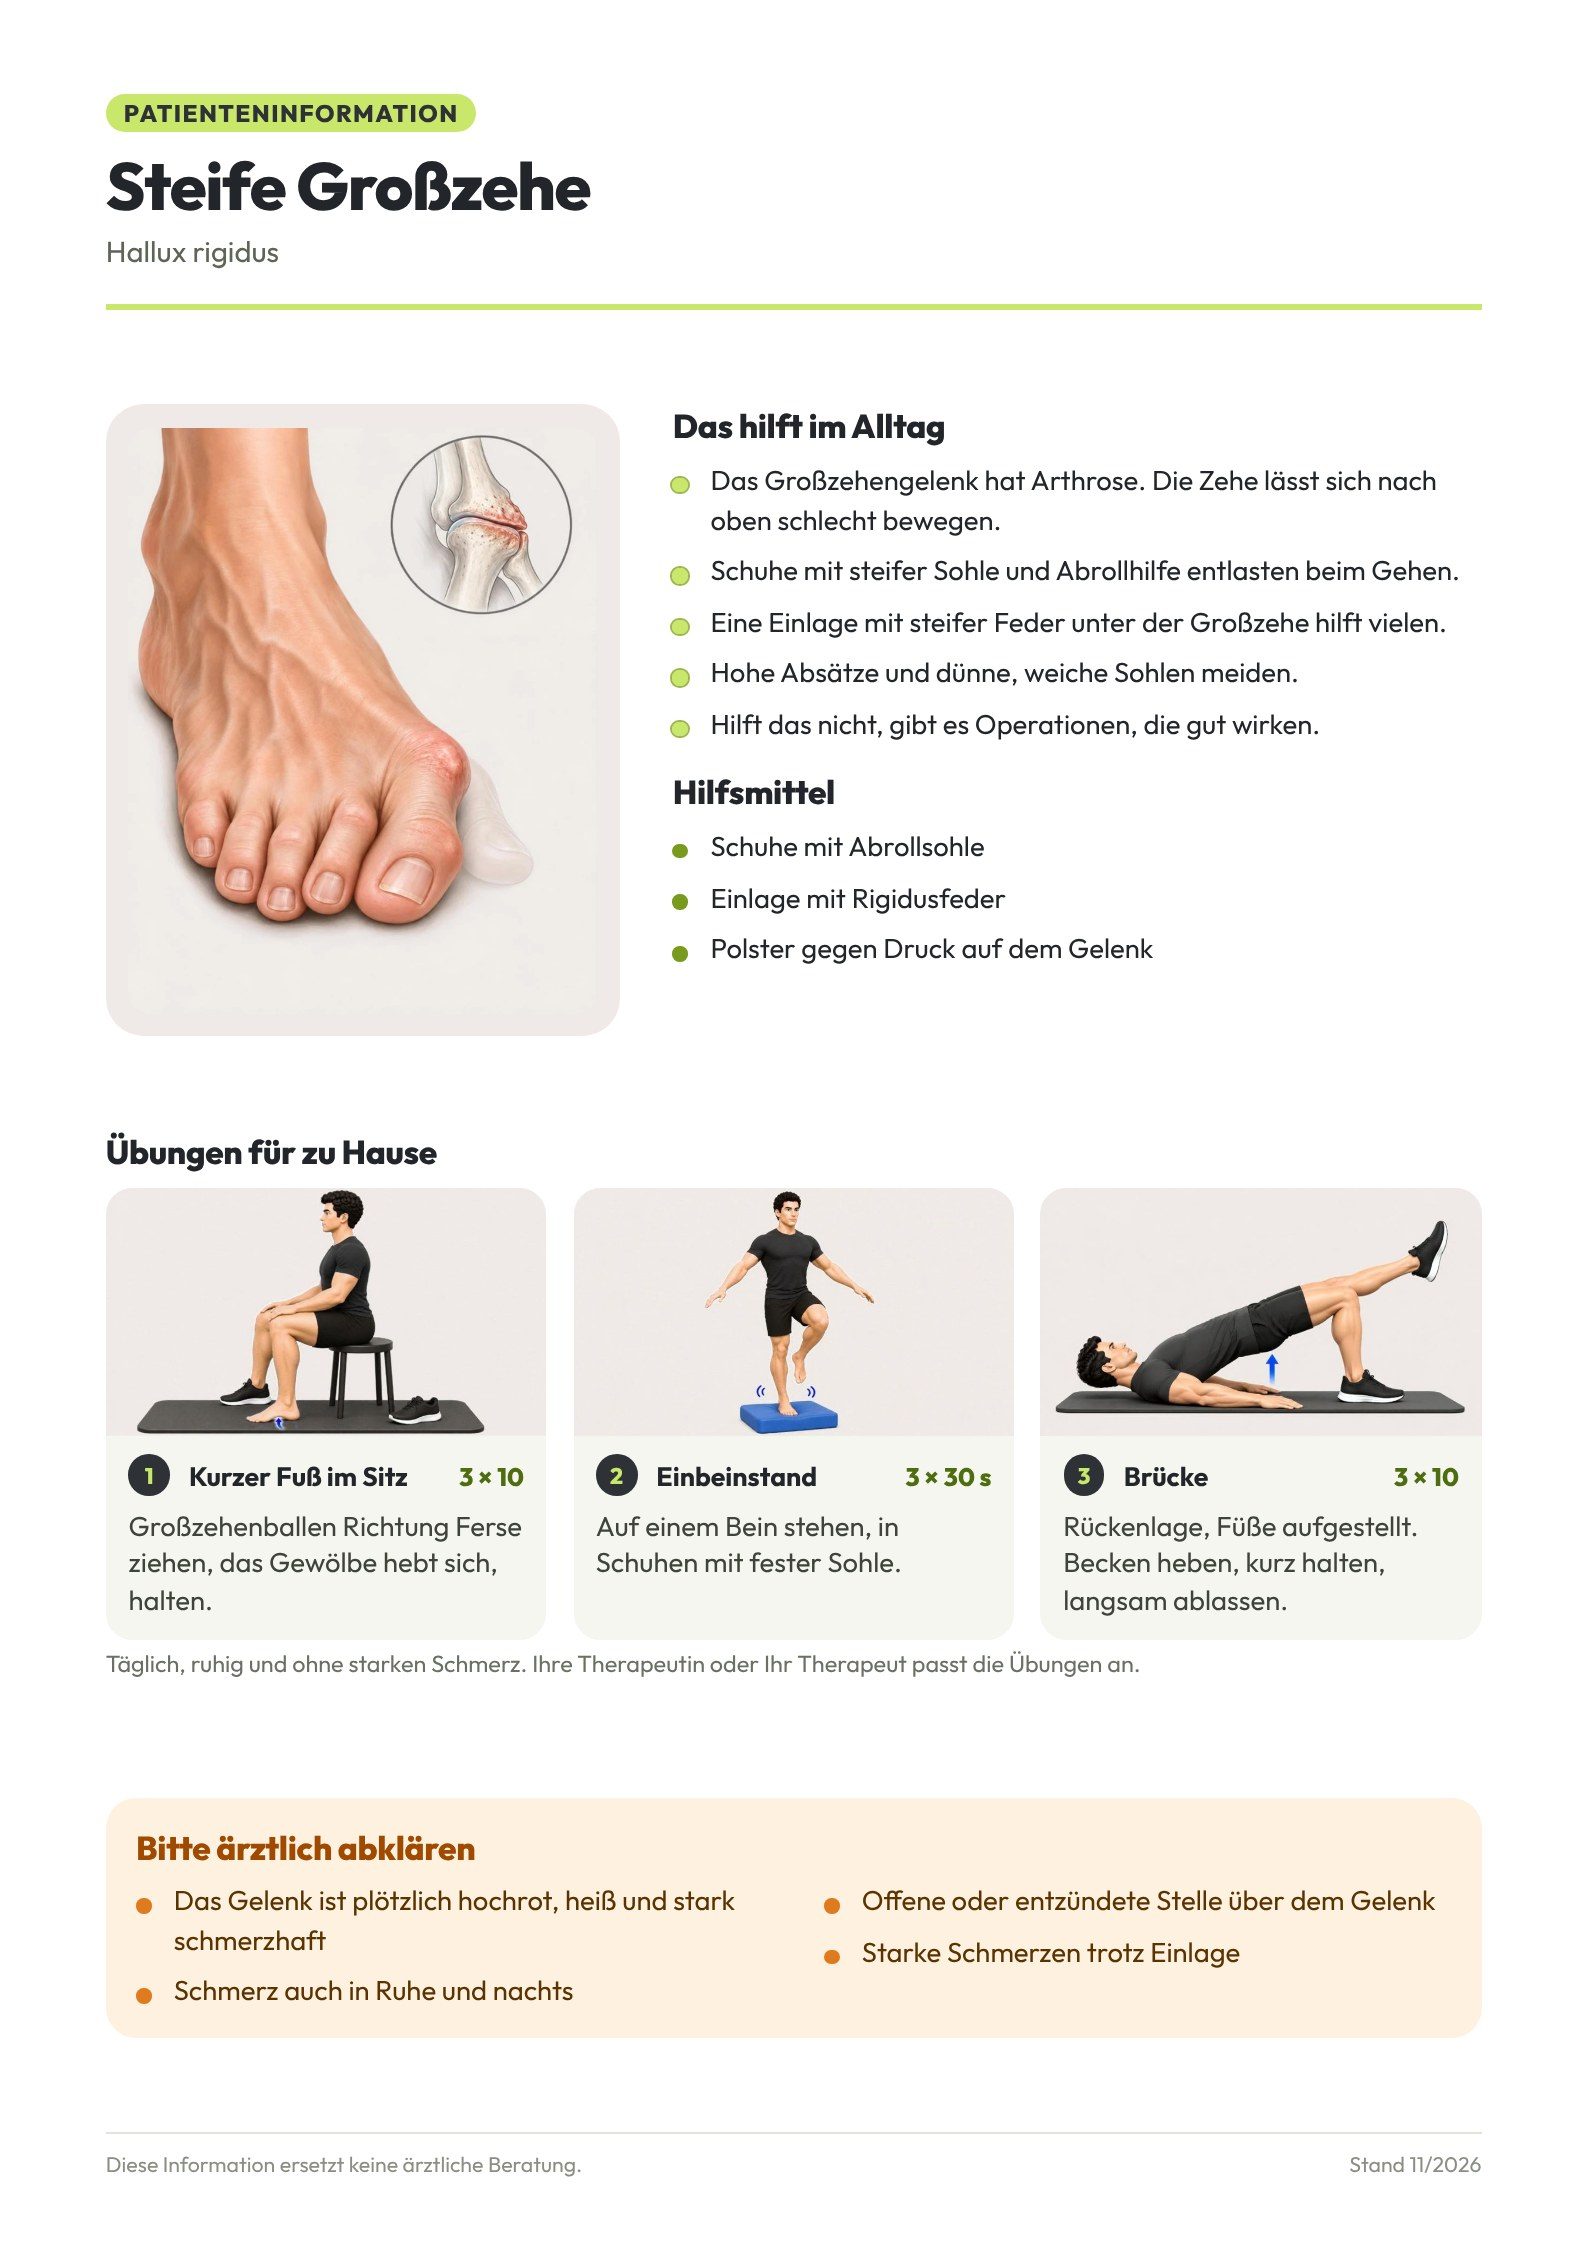 PATIENTENINFORMATION
Steife Großzehe
Hallux rigidus
Das hilft im Alltag
Das Großzehengelenk hat Arthrose. Die Zehe lässt sich nach
oben schlecht bewegen.
Schuhe mit steifer Sohle und Abrollhilfe entlasten beim Gehen.
Eine Einlage mit steifer Feder unter der Großzehe hilft vielen.
Hohe Absätze und dünne, weiche Sohlen meiden.
Hilft das nicht, gibt es Operationen, die gut wirken.
Hilfsmittel
Schuhe mit Abrollsohle
Einlage mit Rigidusfeder
Polster gegen Druck auf dem Gelenk
Übungen für zu Hause
1 Kurzer Fuß im Sitz 3 × 10
Großzehenballen Richtung Ferse
ziehen, das Gewölbe hebt sich,
halten.
2 Einbeinstand 3 × 30 s
Auf einem Bein stehen, in
Schuhen mit fester Sohle.
3 Brücke 3 × 10
Rückenlage, Füße aufgestellt.
Becken heben, kurz halten,
langsam ablassen.
Täglich, ruhig und ohne starken Schmerz. Ihre Therapeutin oder Ihr Therapeut passt die Übungen an.
Bitte ärztlich abklären
Das Gelenk ist plötzlich hochrot, heiß und stark
schmerzhaft
Schmerz auch in Ruhe und nachts
Offene oder entzündete Stelle über dem Gelenk
Starke Schmerzen trotz Einlage
Diese Information ersetzt keine ärztliche Beratung.
Stand 11/2026